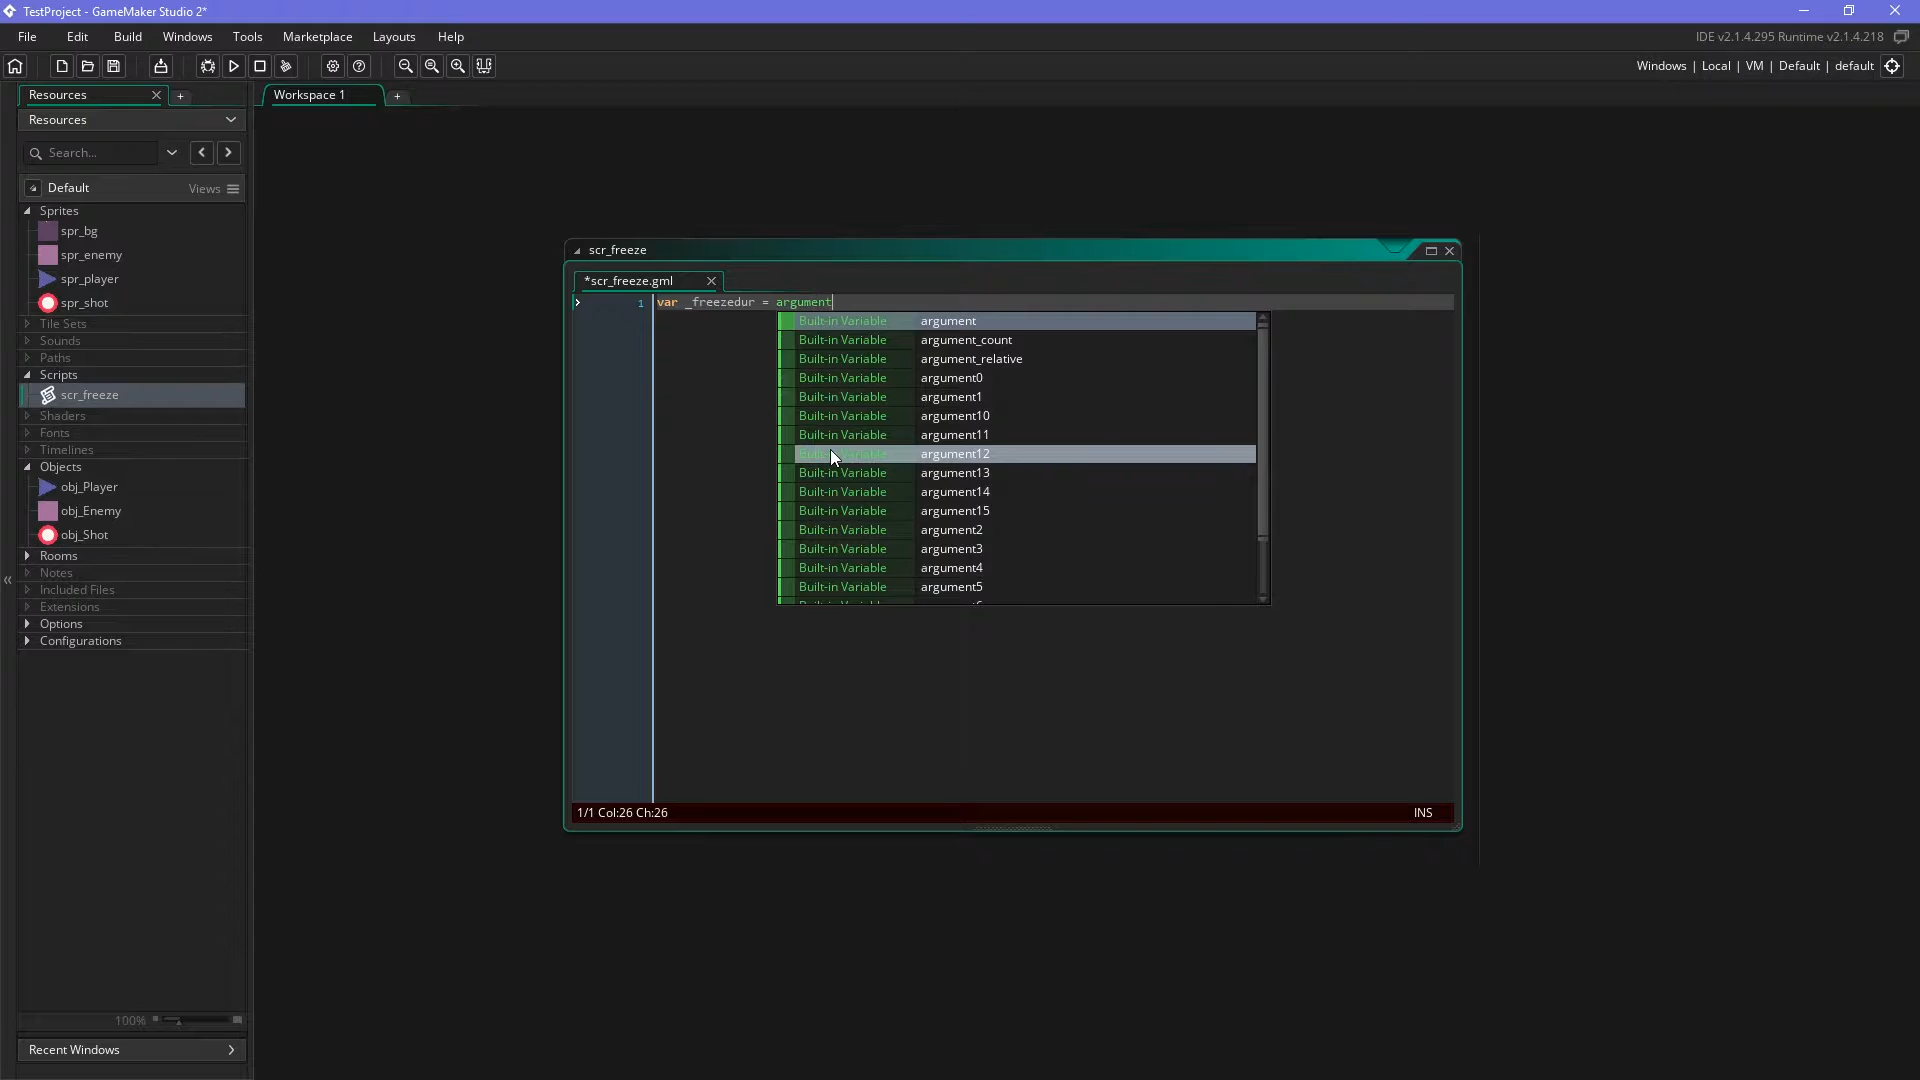 TestProject - GameMaker Studio 2*
File Edit Build Windows Tools Marketplace Layouts Help
IDE v2.1.4.295 Runtime v2.1.4.218
Windows | Local | VM | Default | default
Resources
Workspace 1
Resources
Search...
Default Views
Sprites
spr_bg
spr_enemy
spr_player
spr_shot
Tile Sets
Sounds
Paths
Scripts
scr_freeze
Shaders
Fonts
Timelines
Objects
obj_Player
obj_Enemy
obj_Shot
Rooms
Notes
Included Files
Extensions
Options
Configurations
100%
Recent Windows
scr_freeze
*scr_freeze.gml
1 var _freezedur = argument
Built-in Variable argument
Built-in Variable argument_count
Built-in Variable argument_relative
Built-in Variable argument0
Built-in Variable argument1
Built-in Variable argument10
Built-in Variable argument11
Built-in Variable argument12
Built-in Variable argument13
Built-in Variable argument14
Built-in Variable argument15
Built-in Variable argument2
Built-in Variable argument3
Built-in Variable argument4
Built-in Variable argument5
1/1 Col:26 Ch:26
INS